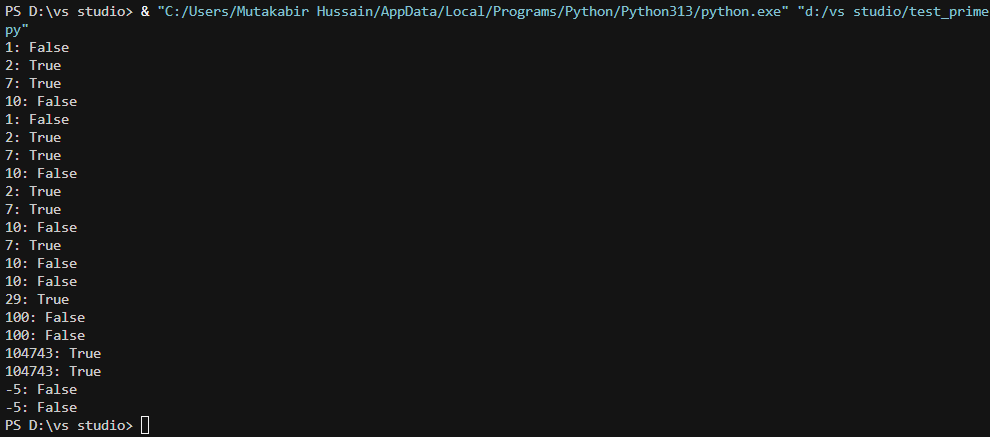 PS D:\vs studio> & "C:/Users/Mutakabir Hussain/AppData/Local/Programs/Python/Python313/python.exe" "d:/vs studio/test_prime
py"
1: False
2: True
7: True
10: False
1: False
2: True
7: True
10: False
2: True
7: True
10: False
7: True
10: False
10: False
29: True
100: False
100: False
104743: True
104743: True
-5: False
-5: False
PS D:\vs studio>